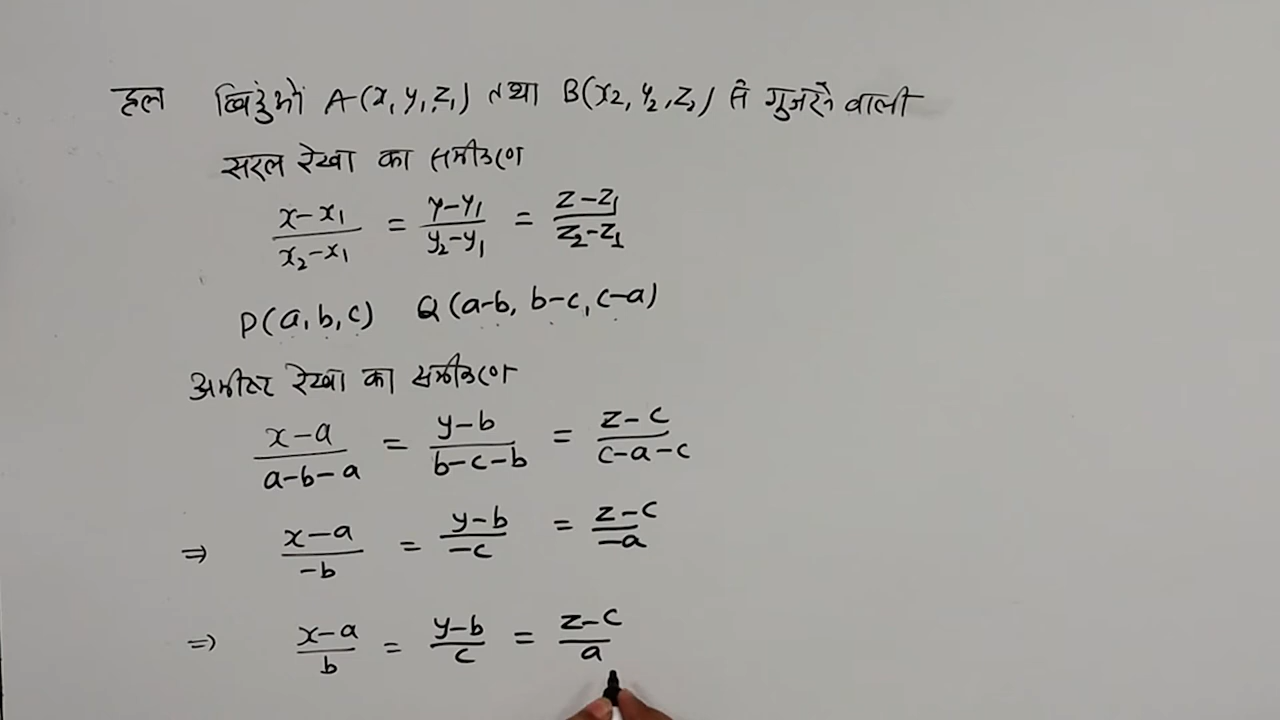 हल बिंदुओं A(x₁, y₁, z₁) तथा B(x₂, y₂, z₂) से गुजरने वाली
सरल रेखा का समीकरण
(x-x₁)/(x₂-x₁) = (y-y₁)/(y₂-y₁) = (z-z₁)/(z₂-z₁)
P(a, b, c) Q(a-b, b-c, c-a)
अभीष्ट रेखा का समीकरण
(x-a)/(a-b-a) = (y-b)/(b-c-b) = (z-c)/(c-a-c)
⇒ (x-a)/(-b) = (y-b)/(-c) = (z-c)/(-a)
⇒ (x-a)/b = (y-b)/c = (z-c)/a